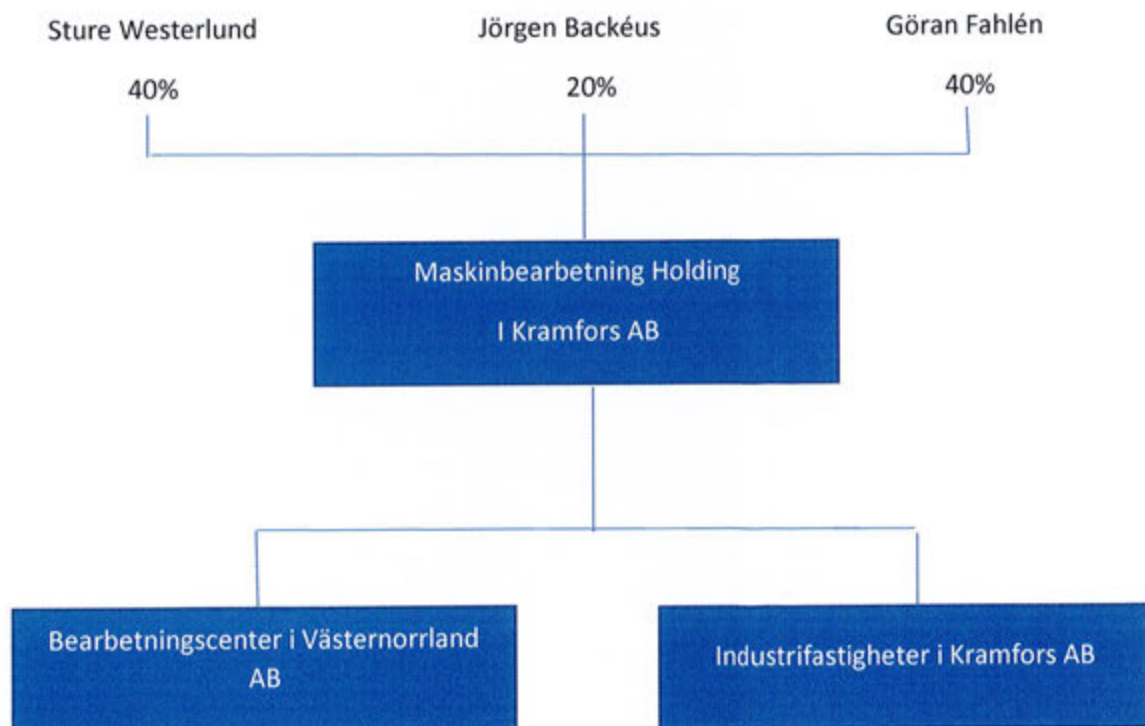 Sture Westerlund
Jörgen Backéus
Göran Fahlén
40%
20%
40%
Maskinbearbetning Holding
I Kramfors AB
Bearbetningscenter i Västernorrland
AB
Industrifastigheter i Kramfors AB